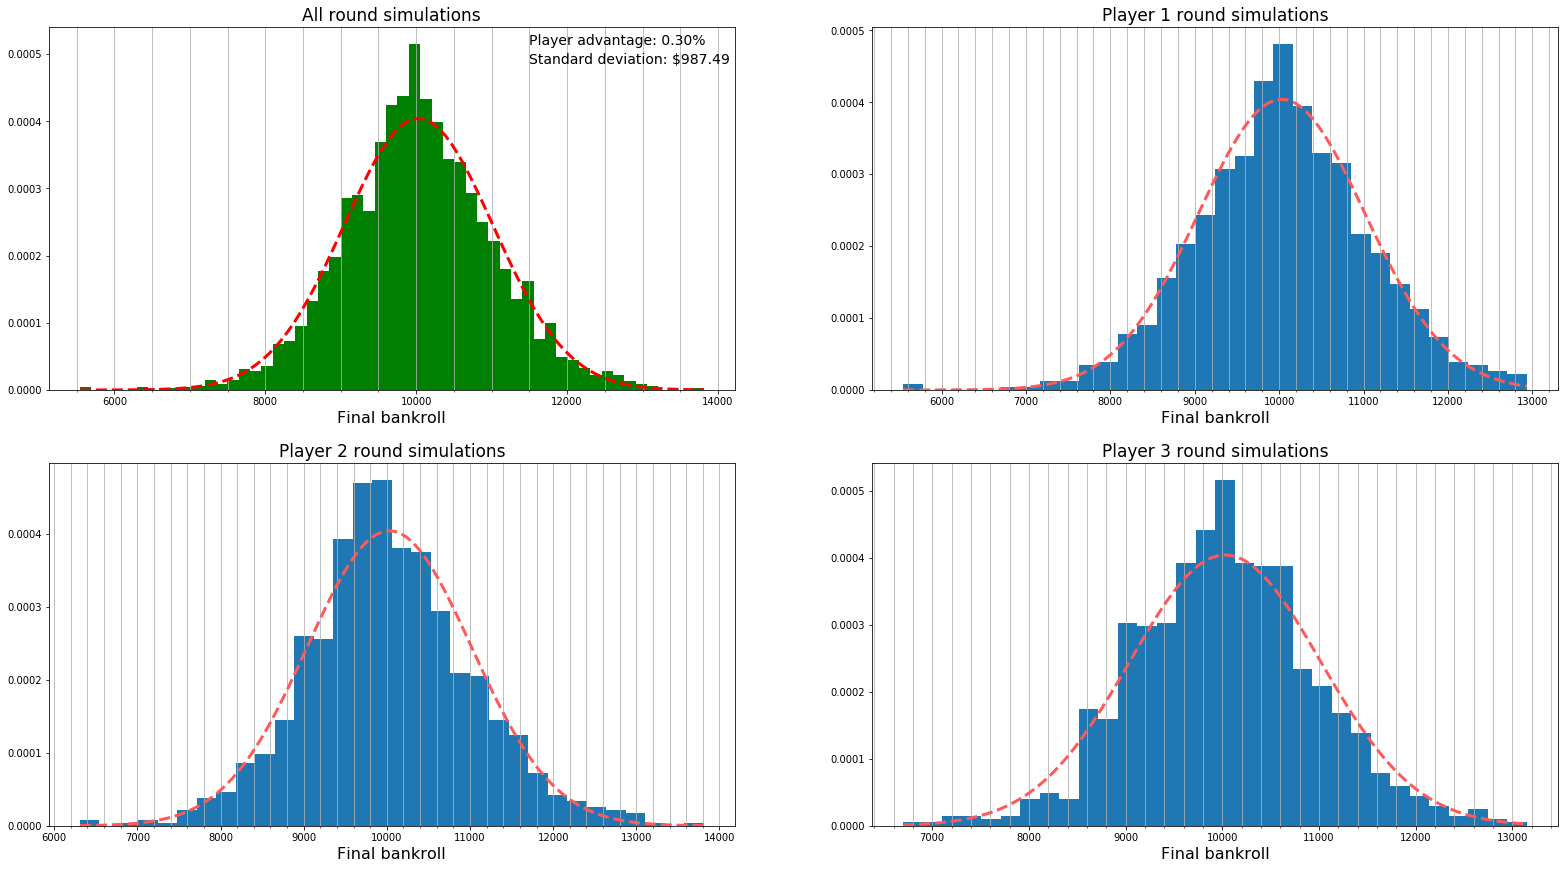 All round simulations
Player advantage: 0.30%
Standard deviation: $987.49
0.0005
0.0004
0.0003
0.0002
0.0001
0.0000
6000 8000 10000 12000 14000
Final bankroll
Player 1 round simulations
0.0005
0.0004
0.0003
0.0002
0.0001
0.0000
6000 7000 8000 9000 10000 11000 12000 13000
Final bankroll
Player 2 round simulations
0.0004
0.0003
0.0002
0.0001
0.0000
6000 7000 8000 9000 10000 11000 12000 13000 14000
Final bankroll
Player 3 round simulations
0.0005
0.0004
0.0003
0.0002
0.0001
0.0000
7000 8000 9000 10000 11000 12000 13000
Final bankroll